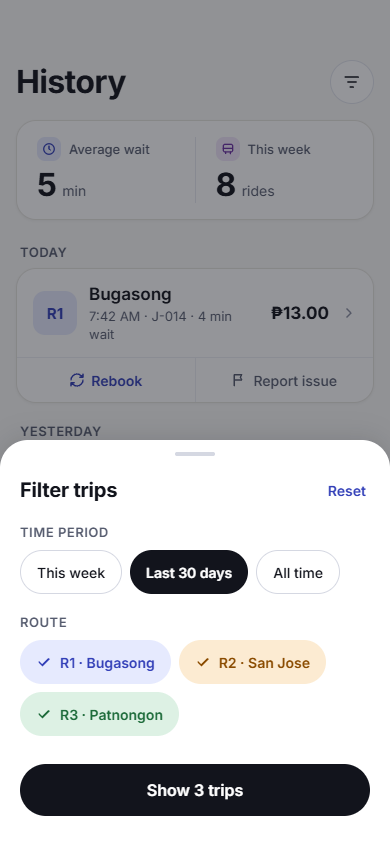 History
Average wait
This week
5 min
8 rides
TODAY
R1
Bugasong
7:42 AM · J-014 · 4 min
wait
₱13.00
Rebook
Report issue
YESTERDAY
Filter trips
Reset
TIME PERIOD
This week
Last 30 days
All time
ROUTE
R1 · Bugasong
R2 · San Jose
R3 · Patnongon
Show 3 trips